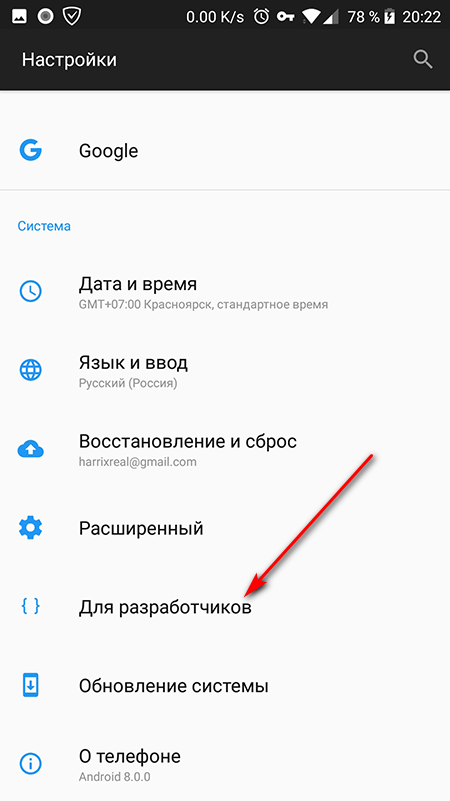 0.00 K/s 78 % 20:22
Настройки
Google
Система
Дата и время
GMT+07:00 Красноярск, стандартное время
Язык и ввод
Русский (Россия)
Восстановление и сброс
harrixreal@gmail.com
Расширенный
{ } Для разработчиков
Обновление системы
О телефоне
Android 8.0.0